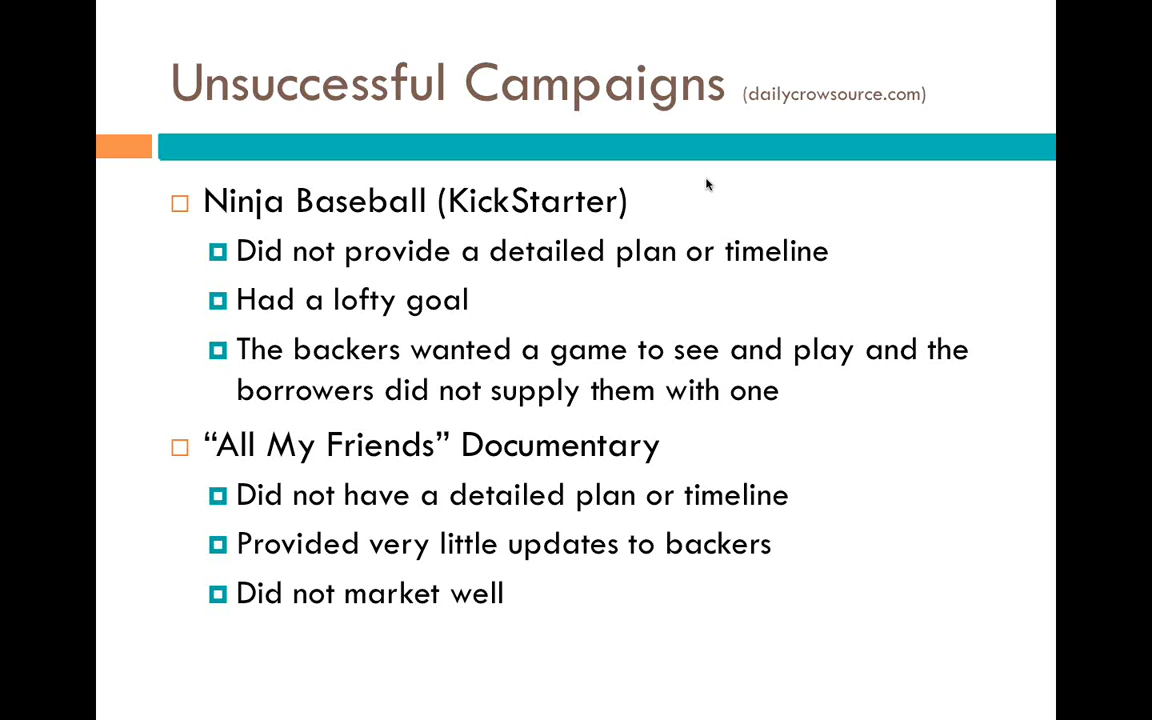 Unsuccessful Campaigns (dailycrowsource.com)
Ninja Baseball (KickStarter)
Did not provide a detailed plan or timeline
Had a lofty goal
The backers wanted a game to see and play and the
borrowers did not supply them with one
“All My Friends” Documentary
Did not have a detailed plan or timeline
Provided very little updates to backers
Did not market well